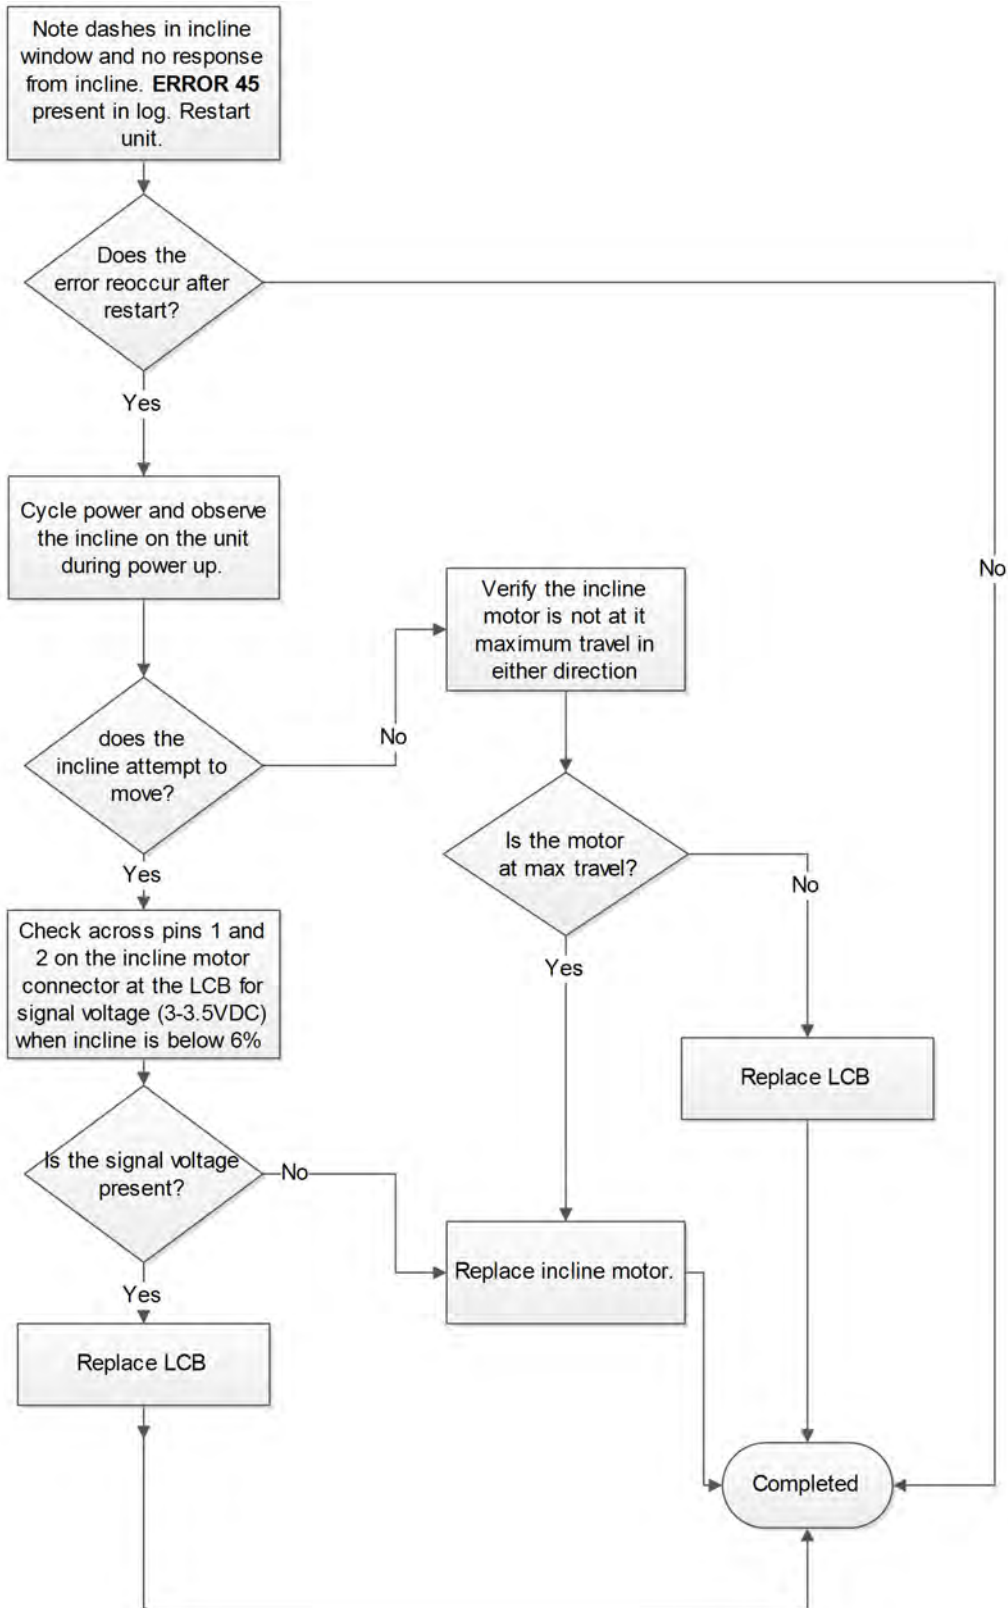 Note dashes in incline
window and no response
from incline. ERROR 45
present in log. Restart
unit.
Does the
error reoccur after
restart?
Yes
No
Cycle power and observe
the incline on the unit
during power up.
Verify the incline
motor is not at it
maximum travel in
either direction
No
does the
incline attempt to
move?
Is the motor
at max travel?
No
Yes
Check across pins 1 and
2 on the incline motor
connector at the LCB for
signal voltage (3-3.5VDC)
when incline is below 6%
Yes
Replace LCB
Is the signal voltage
present?
No
Replace incline motor.
Yes
Replace LCB
Completed